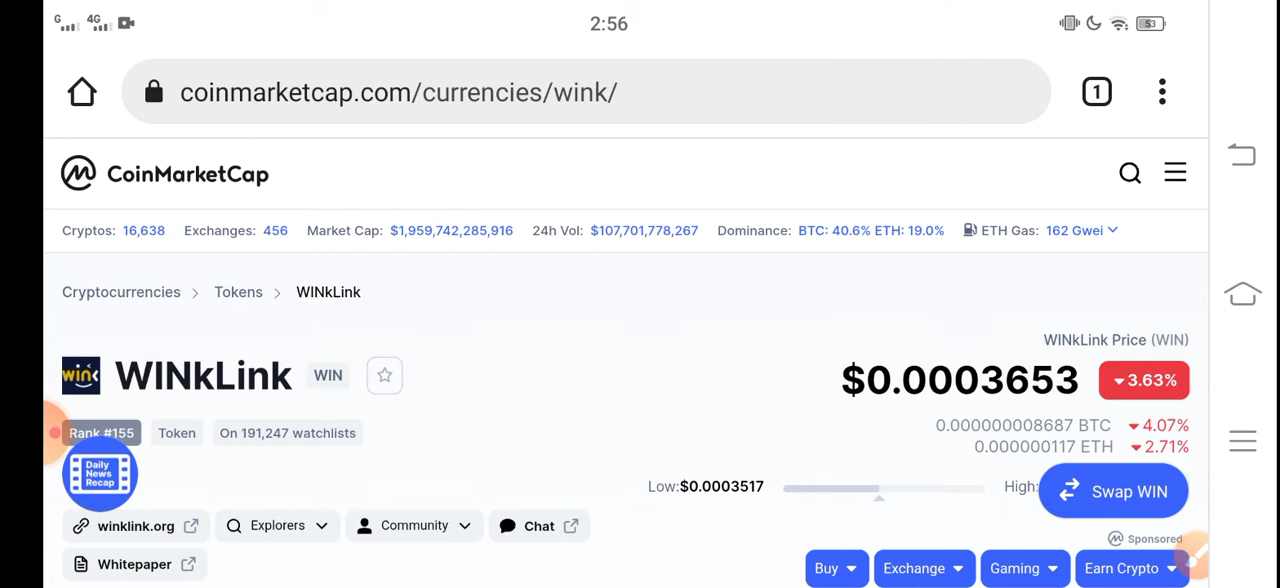 G 4G 2:56 53
coinmarketcap.com/currencies/wink/ 1
CoinMarketCap
Cryptos: 16,638 Exchanges: 456 Market Cap: $1,959,742,285,916 24h Vol: $107,701,778,267 Dominance: BTC: 40.6% ETH: 19.0% ETH Gas: 162 Gwei
Cryptocurrencies > Tokens > WINkLink
WINkLink Price (WIN)
wink WINkLink WIN $0.0003653 3.63%
0.000000008687 BTC 4.07%
Rank #155 Token On 191,247 watchlists
0.000000117 ETH 2.71%
Daily
News
Recap
Low:$0.0003517 High: Swap WIN
winklink.org Explorers Community Chat
Sponsored
Whitepaper
Buy Exchange Gaming Earn Crypto